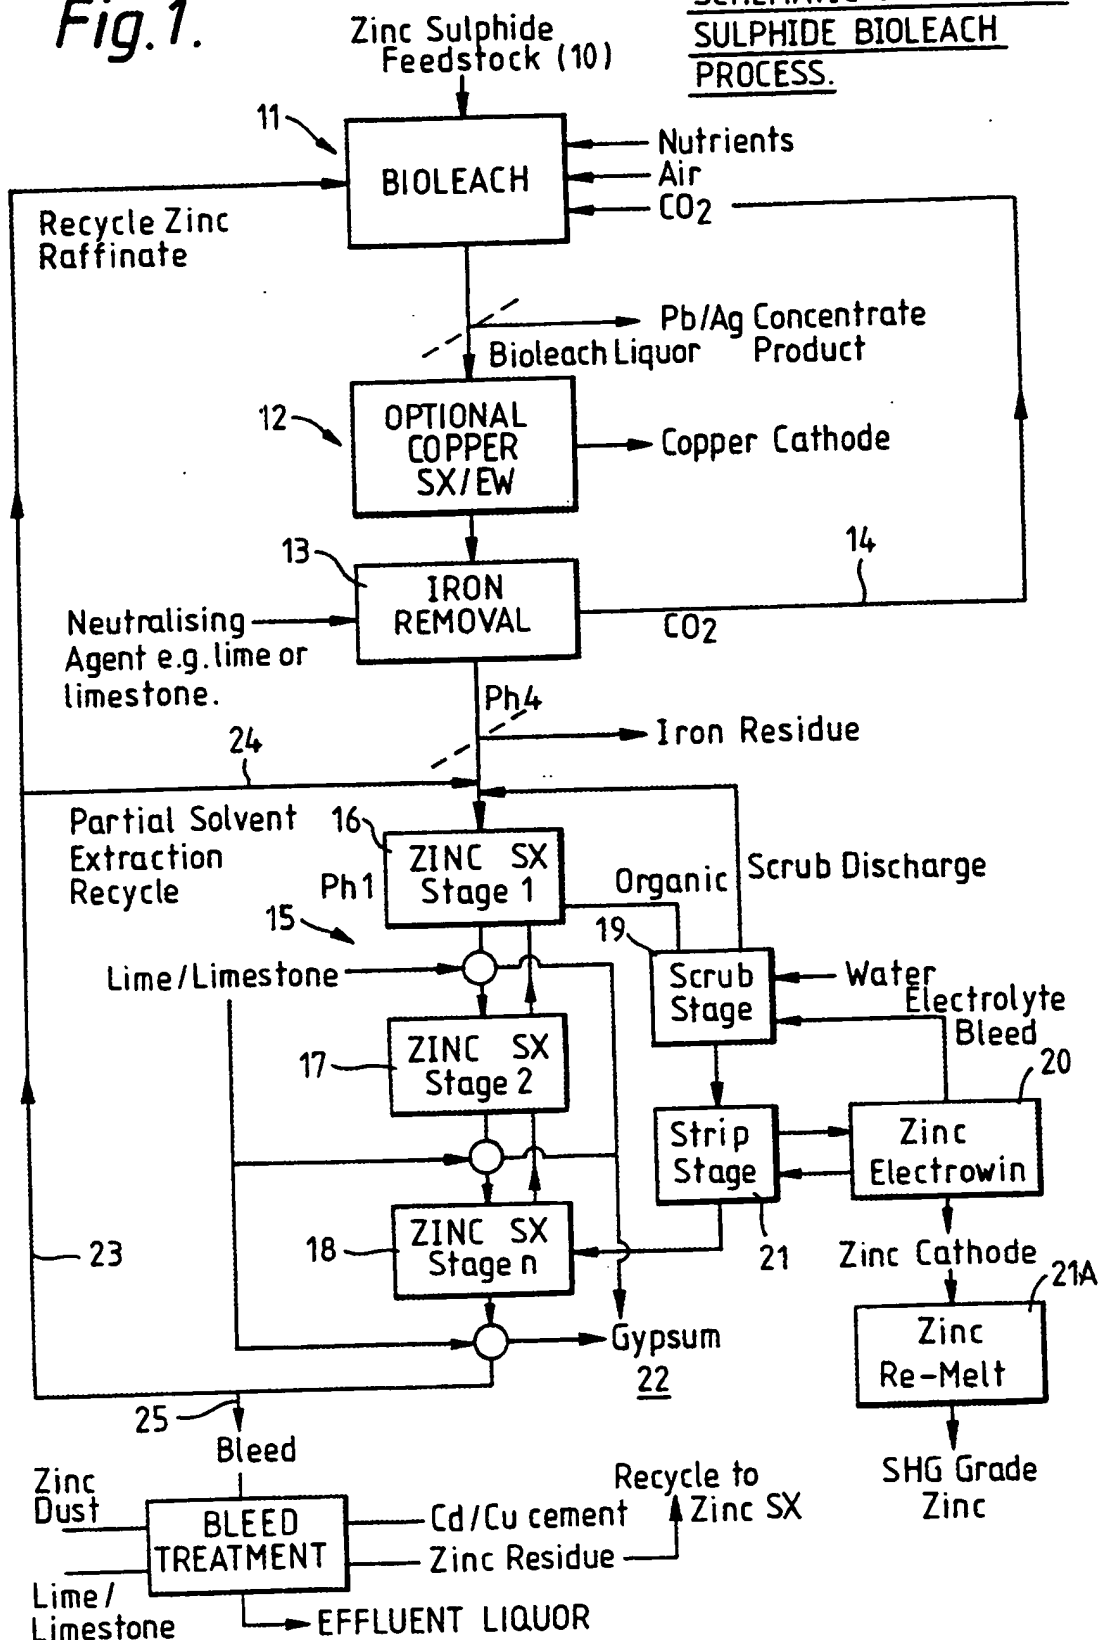 Fig.1.
SULPHIDE BIOLEACH
PROCESS.
Zinc Sulphide
Feedstock (10)
11
BIOLEACH
Nutrients
Air
CO2
Recycle Zinc
Raffinate
Pb/Ag Concentrate
Product
Bioleach Liquor
12
OPTIONAL
COPPER
SX/EW
Copper Cathode
13
IRON
REMOVAL
14
CO2
Neutralising
Agent e.g. lime or
limestone.
Ph4
Iron Residue
24
Partial Solvent
Extraction
Recycle
16
ZINC SX
Stage 1
Ph1
Organic
Scrub Discharge
15
19
Lime/Limestone
Scrub
Stage
Water
Electrolyte
Bleed
17
ZINC SX
Stage 2
20
Strip
Stage
Zinc
Electrowin
18
ZINC SX
Stage n
23
21
Zinc Cathode
21A
Gypsum
22
Zinc
Re-Melt
25
Bleed
SHG Grade
Zinc
Zinc
Dust
BLEED
TREATMENT
Cd/Cu cement
Zinc Residue
Recycle to
Zinc SX
Lime/
Limestone
EFFLUENT LIQUOR